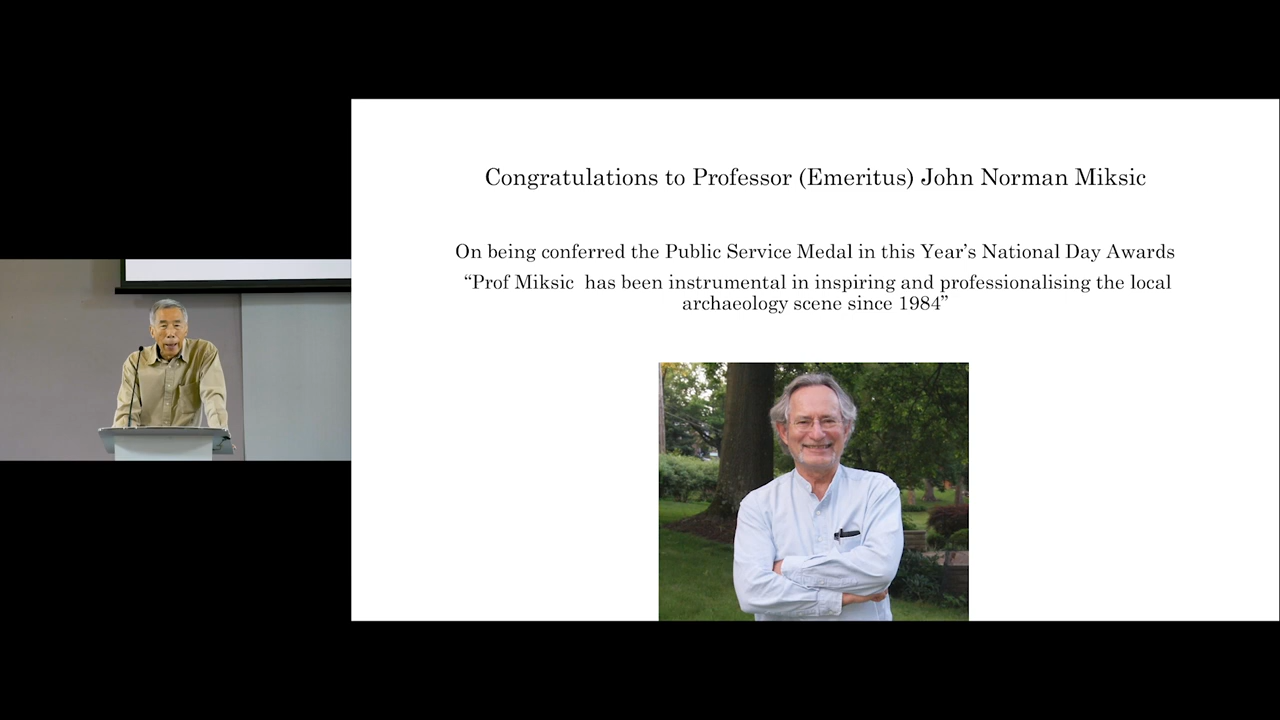 Congratulations to Professor (Emeritus) John Norman Miksic
On being conferred the Public Service Medal in this Year’s National Day Awards
“Prof Miksic  has been instrumental in inspiring and professionalising the local
archaeology scene since 1984”